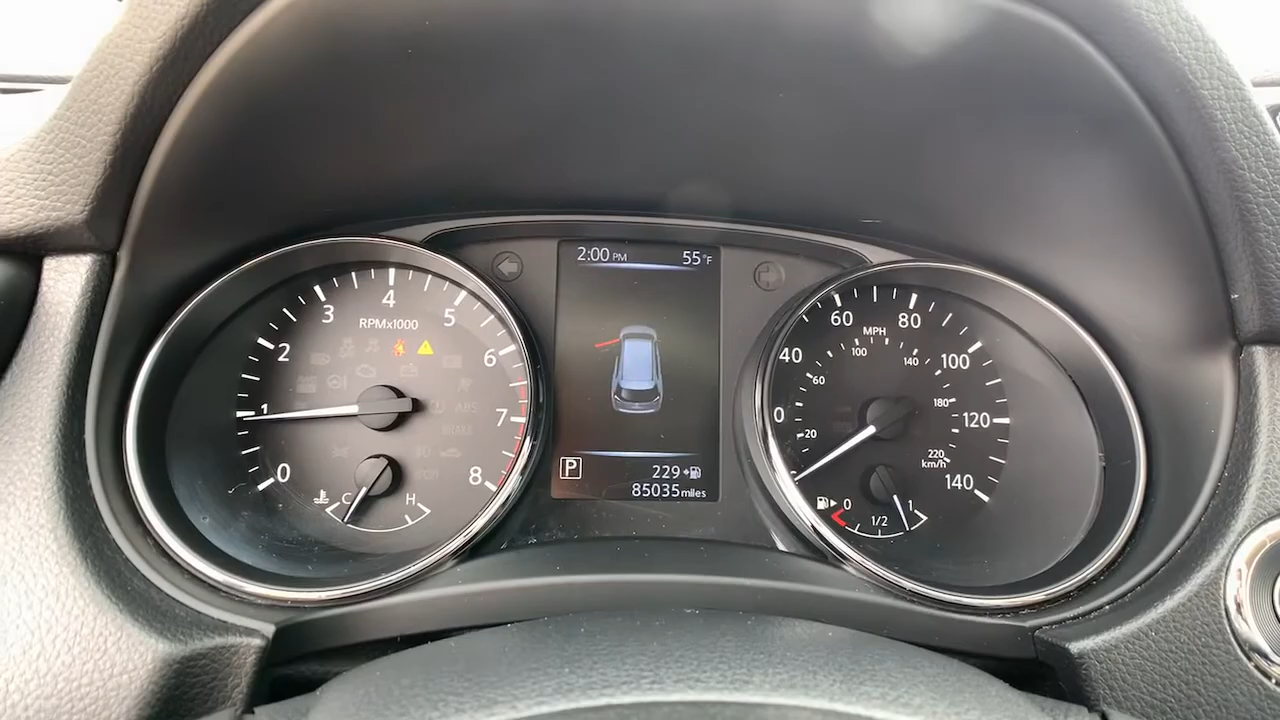 2:00 PM 55°F
0 1 2 3 4 5 6 7 8
RPMx1000
ABS
BRAKE
C H
P
229
85035 miles
0 40 60 80 100 120 140
MPH
20 60 100 140 180 220
km/h
0 1/2 1